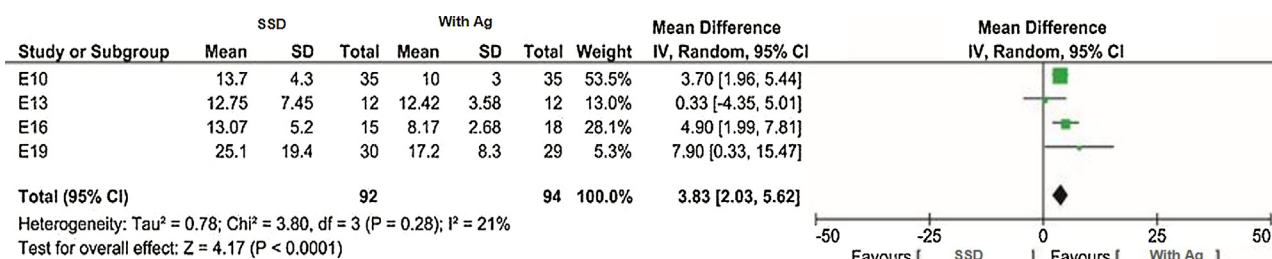 SSD With Ag Mean Difference Mean Difference
Study or Subgroup Mean SD Total Mean SD Total Weight IV, Random, 95% CI IV, Random, 95% CI
E10 13.7 4.3 35 10 3 35 53.5% 3.70 [1.96, 5.44]
E13 12.75 7.45 12 12.42 3.58 12 13.0% 0.33 [-4.35, 5.01]
E16 13.07 5.2 15 8.17 2.68 18 28.1% 4.90 [1.99, 7.81]
E19 25.1 19.4 30 17.2 8.3 29 5.3% 7.90 [0.33, 15.47]
Total (95% CI) 92 94 100.0% 3.83 [2.03, 5.62]
Heterogeneity: Tau² = 0.78; Chi² = 3.80, df = 3 (P = 0.28); I² = 21%
Test for overall effect: Z = 4.17 (P < 0.0001)
-50 -25 0 25 50
Favours [ SSD ] Favours [ With Ag ]